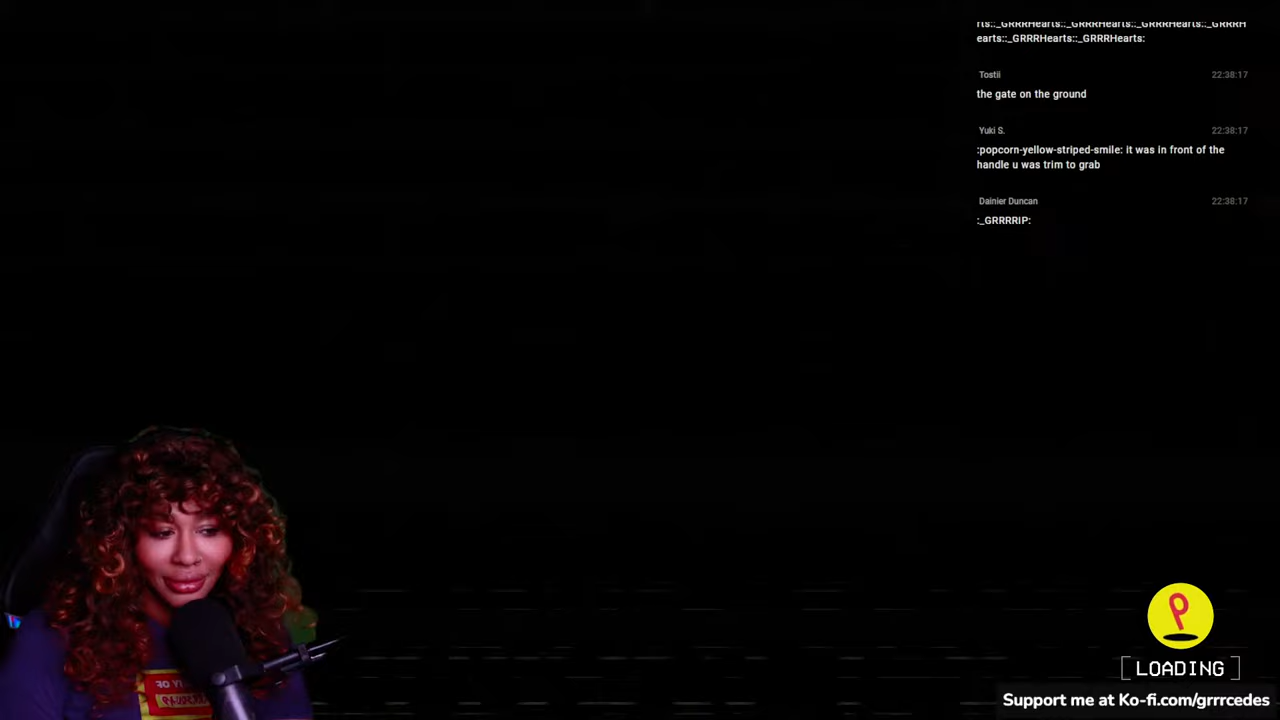 rts::_GRRRHearts::_GRRRHearts::_GRRRHearts::_GRRRH
earts::_GRRRHearts::_GRRRHearts:
Tostii 22:38:17
the gate on the ground
Yuki S. 22:38:17
:popcorn-yellow-striped-smile: it was in front of the
handle u was trim to grab
Dainier Duncan 22:38:17
:_GRRRRIP:
[LOADING]
Support me at Ko-fi.com/grrrcedes